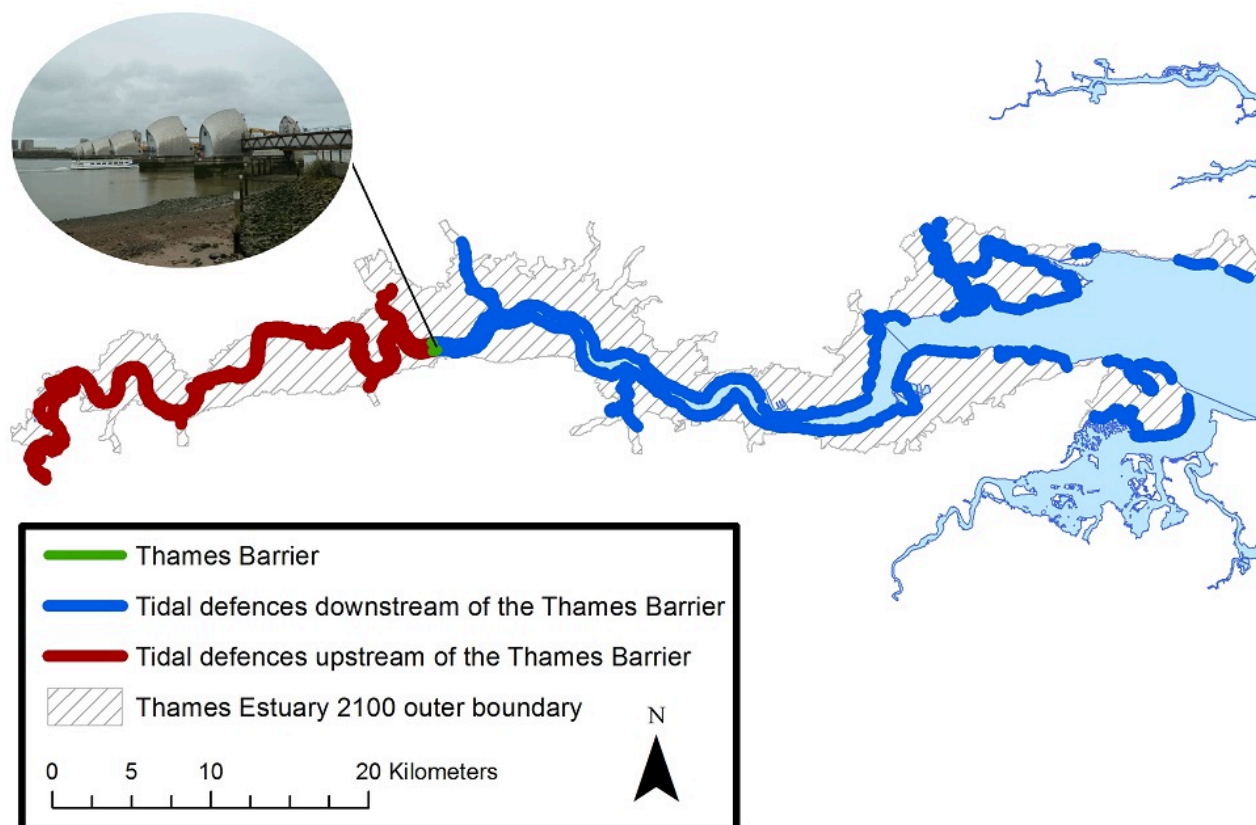 Thames Barrier
Tidal defences downstream of the Thames Barrier
Tidal defences upstream of the Thames Barrier
Thames Estuary 2100 outer boundary
N
0 5 10 20 Kilometers